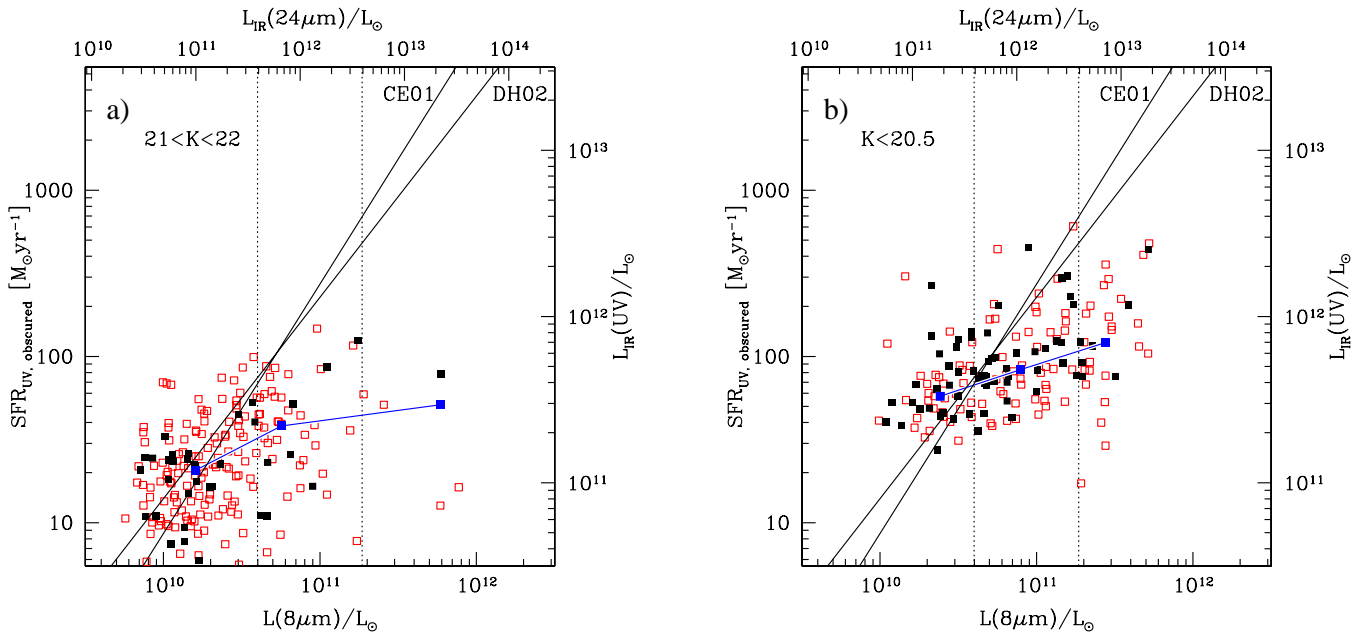 L_IR(24μm)/L_⊙
10^10 10^11 10^12 10^13 10^14
a)
CE01
DH02
21<K<22
1000
100
10
SFR_UV, obscured [M_⊙yr^−1]
10^13
10^12
10^11
L_IR(UV)/L_⊙
10^10 10^11 10^12
L(8μm)/L_⊙
L_IR(24μm)/L_⊙
10^10 10^11 10^12 10^13 10^14
b)
CE01
DH02
K<20.5
1000
100
10
SFR_UV, obscured [M_⊙yr^−1]
10^13
10^12
10^11
L_IR(UV)/L_⊙
10^10 10^11 10^12
L(8μm)/L_⊙